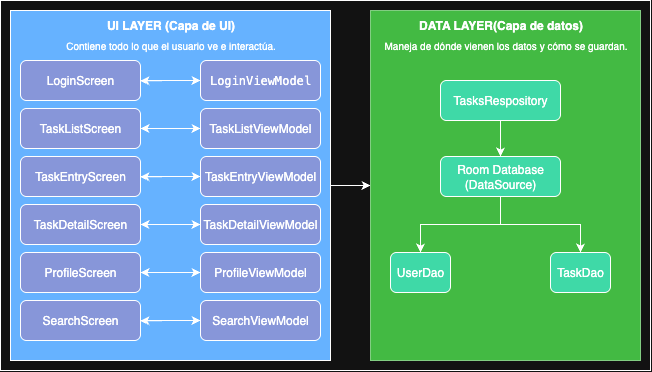 UI LAYER (Capa de UI)
Contiene todo lo que el usuario ve e interactúa.
LoginScreen
LoginViewModel
TaskListScreen
TaskListViewModel
TaskEntryScreen
TaskEntryViewModel
TaskDetailScreen
TaskDetailViewModel
ProfileScreen
ProfileViewModel
SearchScreen
SearchViewModel
DATA LAYER(Capa de datos)
Maneja de dónde vienen los datos y cómo se guardan.
TasksRespository
Room Database
(DataSource)
UserDao
TaskDao